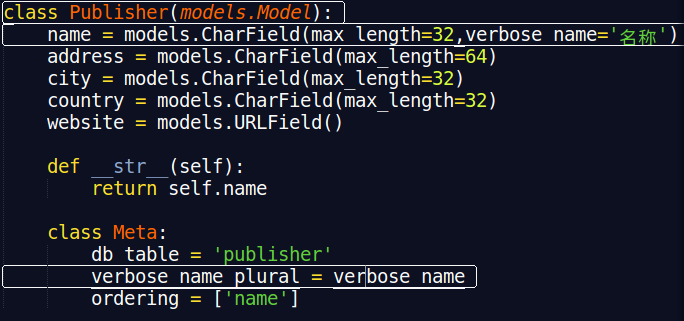 class Publisher(models.Model):
    name = models.CharField(max_length=32,verbose_name='名称')
    address = models.CharField(max_length=64)
    city = models.CharField(max_length=32)
    country = models.CharField(max_length=32)
    website = models.URLField()
    def __str__(self):
        return self.name
    class Meta:
        db_table = 'publisher'
        verbose_name_plural = verbose_name
        ordering = ['name']